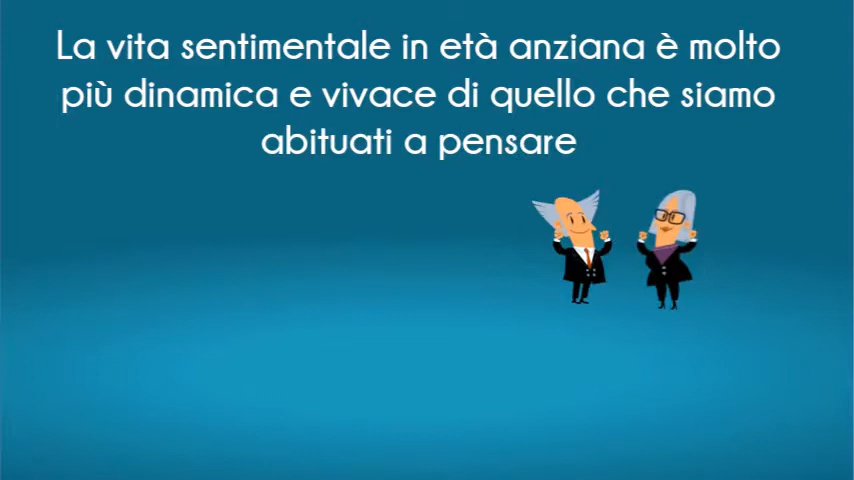 La vita sentimentale in età anziana è molto
più dinamica e vivace di quello che siamo
abituati a pensare